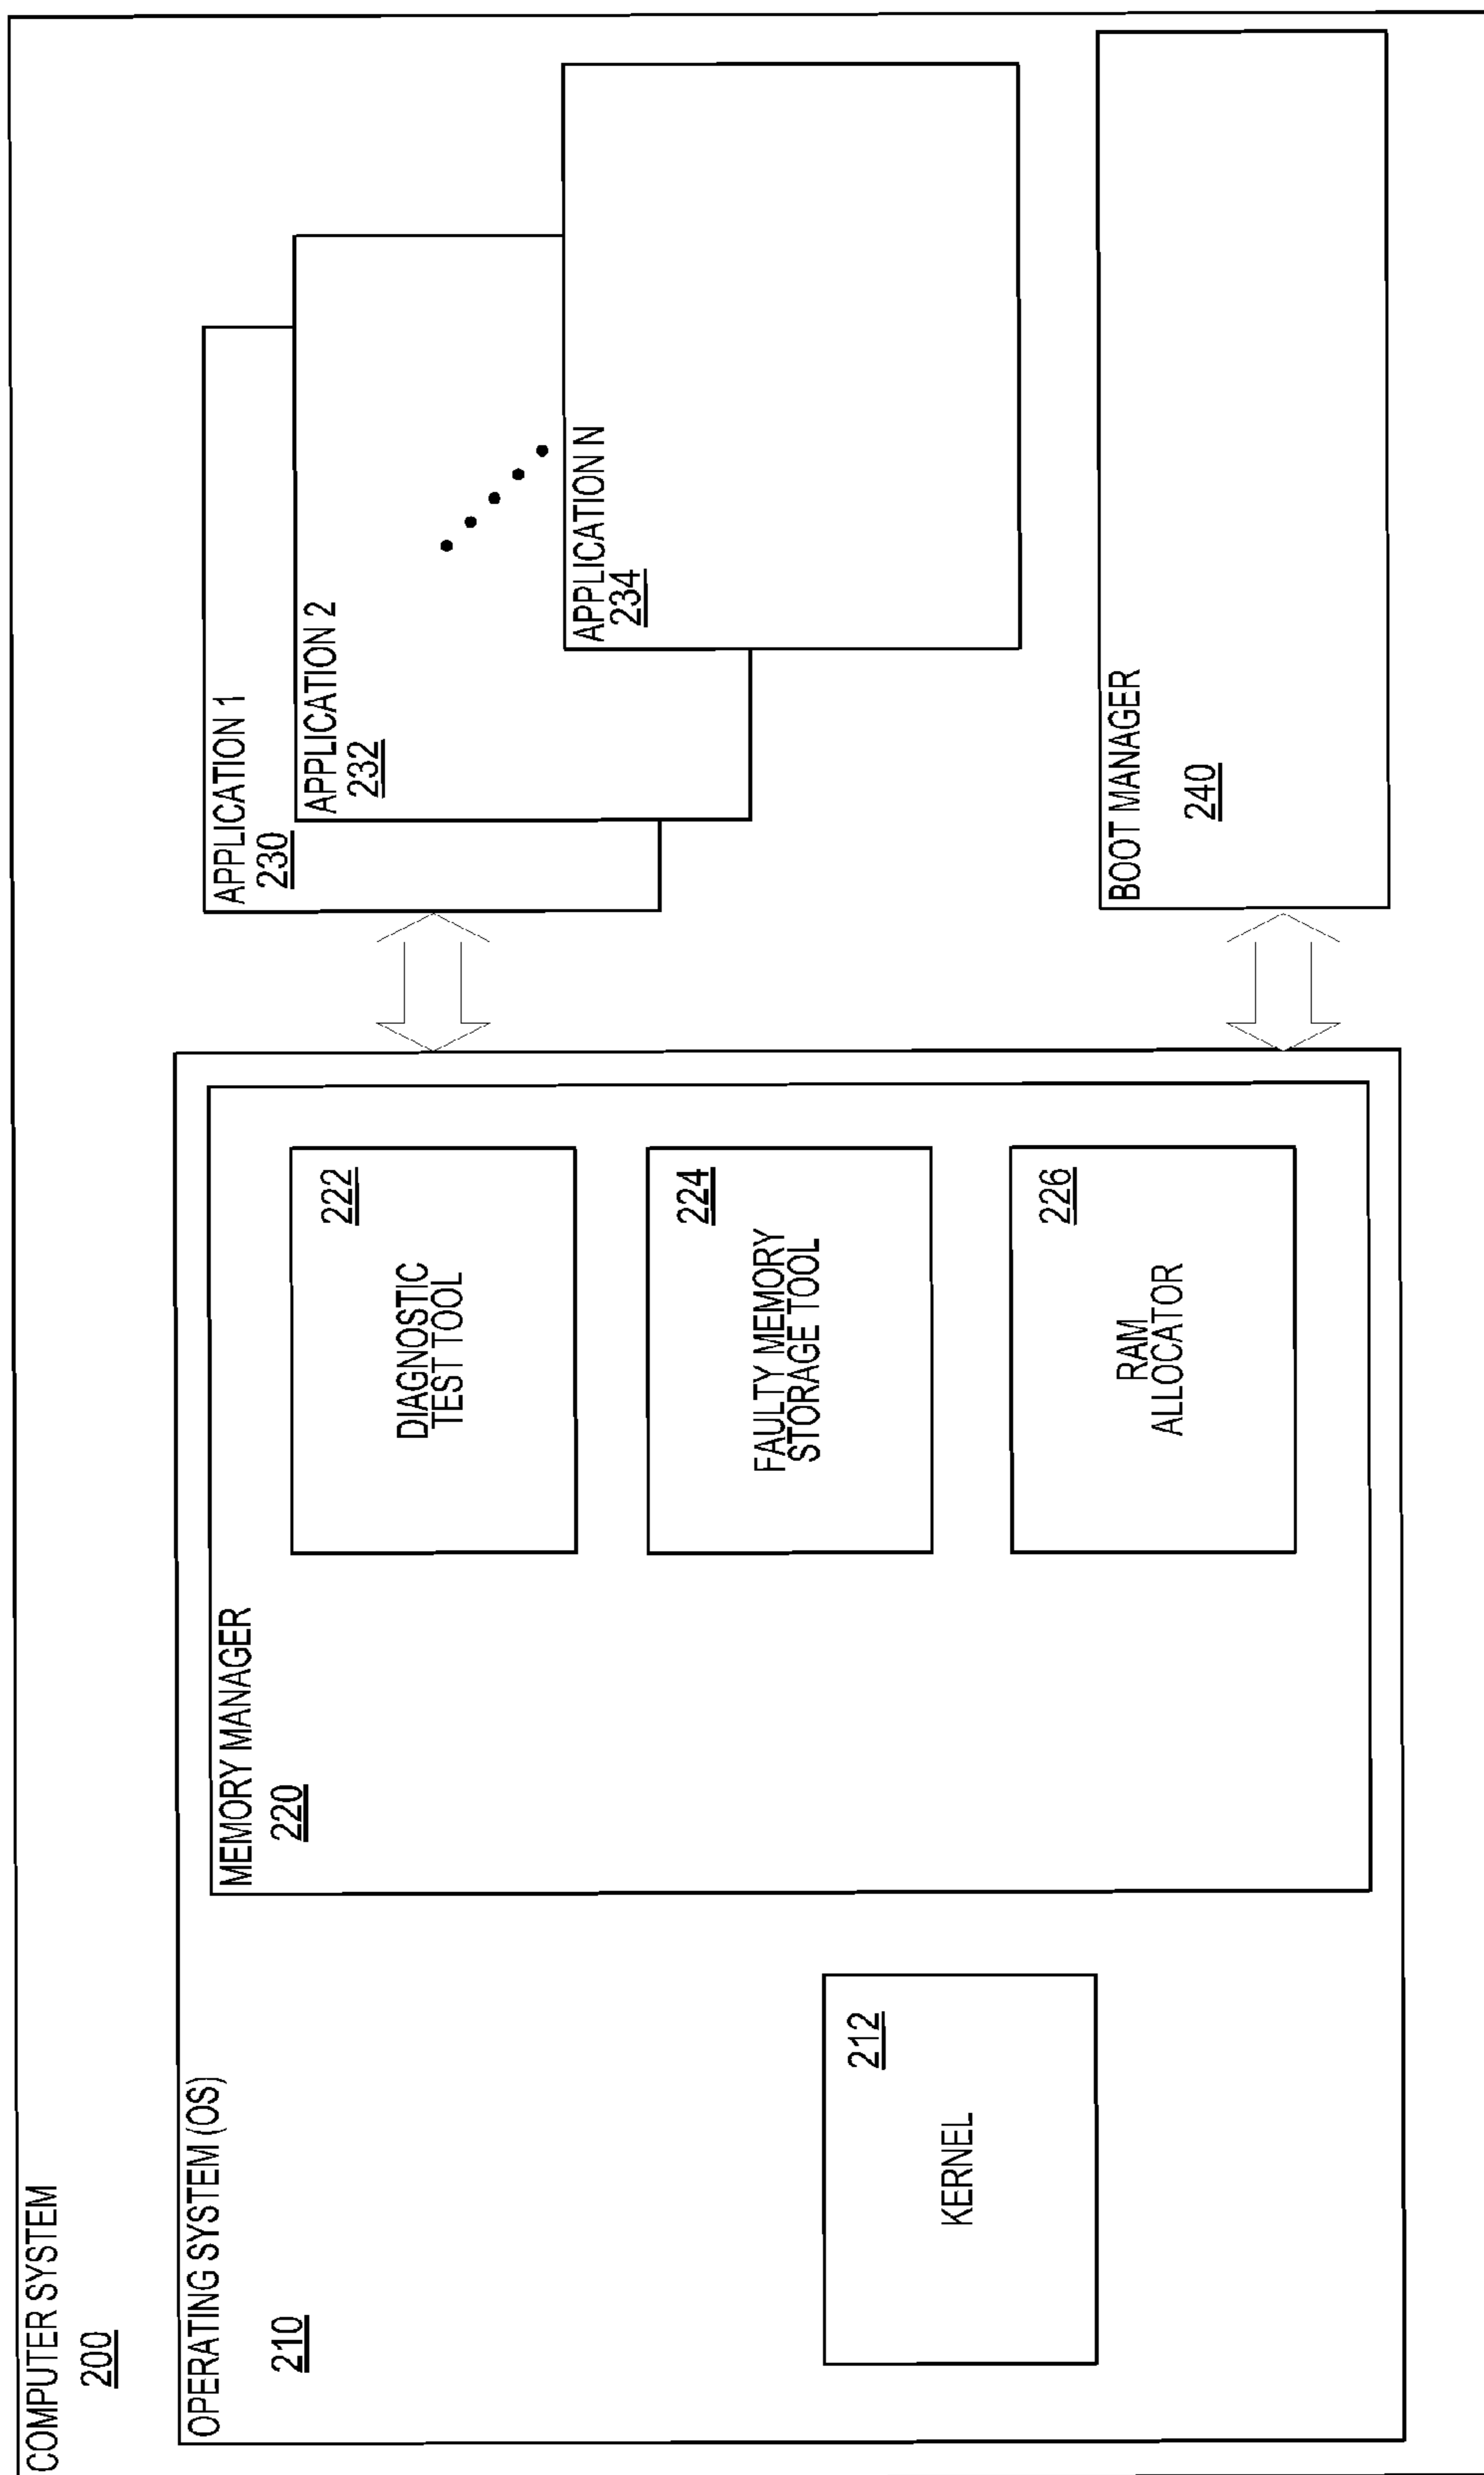 COMPUTER SYSTEM
200
OPERATING SYSTEM (OS)
210
KERNEL
212
MEMORY MANAGER
220
222
DIAGNOSTIC
TEST TOOL
224
FAULTY MEMORY
STORAGE TOOL
226
RAM
ALLOCATOR
APPLICATION 1
230
APPLICATION 2
232
APPLICATION N
234
BOOT MANAGER
240